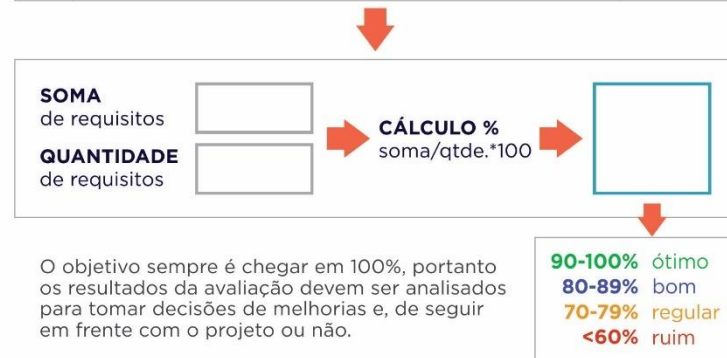 SOMA
de requisitos
QUANTIDADE
de requisitos
CÁLCULO %
soma/qtde.*100
O objetivo sempre é chegar em 100%, portanto
os resultados da avaliação devem ser analisados
para tomar decisões de melhorias e, de seguir
em frente com o projeto ou não.
90-100% ótimo
80-89% bom
70-79% regular
<60% ruim